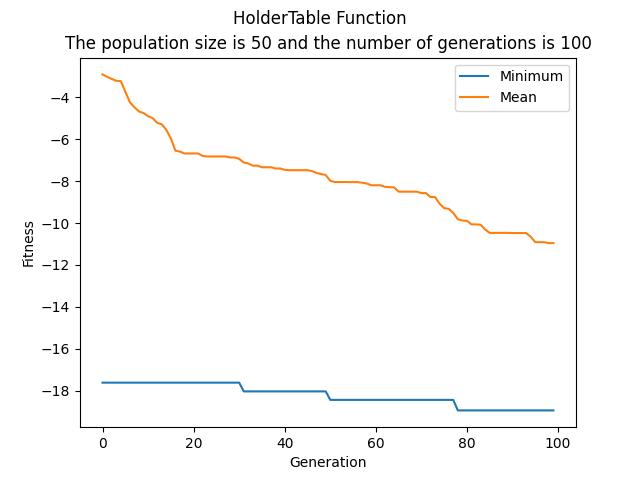 HolderTable Function
The population size is 50 and the number of generations is 100
Minimum
Mean
−4
−6
−8
−10
−12
−14
−16
−18
Fitness
0 20 40 60 80 100
Generation